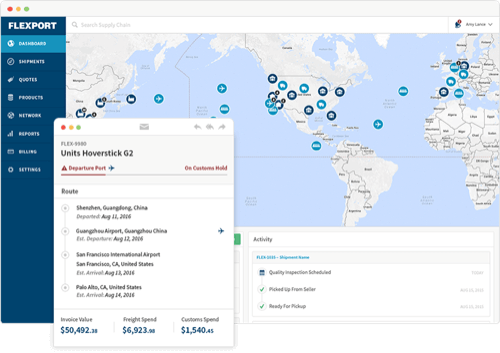 FLEXPORT
Search Supply Chain
Amy Lanne
DASHBOARD
SHIPMENTS
QUOTES
PRODUCTS
NETWORK
REPORTS
BILLING
SETTINGS
FLEX-9980
Units Hoverstick G2
Departure Port
On Customs Hold
Route
Shenzhen, Guangdong, China
Departed: Aug 11, 2016
Guangzhou Airport, Guangzhou China
Est. Departure: Aug 12, 2016
San Francisco International Airport
San Francisco, CA, United States
Est. Arrival: Aug 13, 2016
Palo Alto, CA, United States
Est. Arrival: Aug 14, 2016
Invoice Value
Freight Spend
Customs Spend
$50,492.38
$6,923.98
$1,540.45
Activity
Shipment Name
Quality Inspection Scheduled
Picked Up From Seller
Ready For Pickup